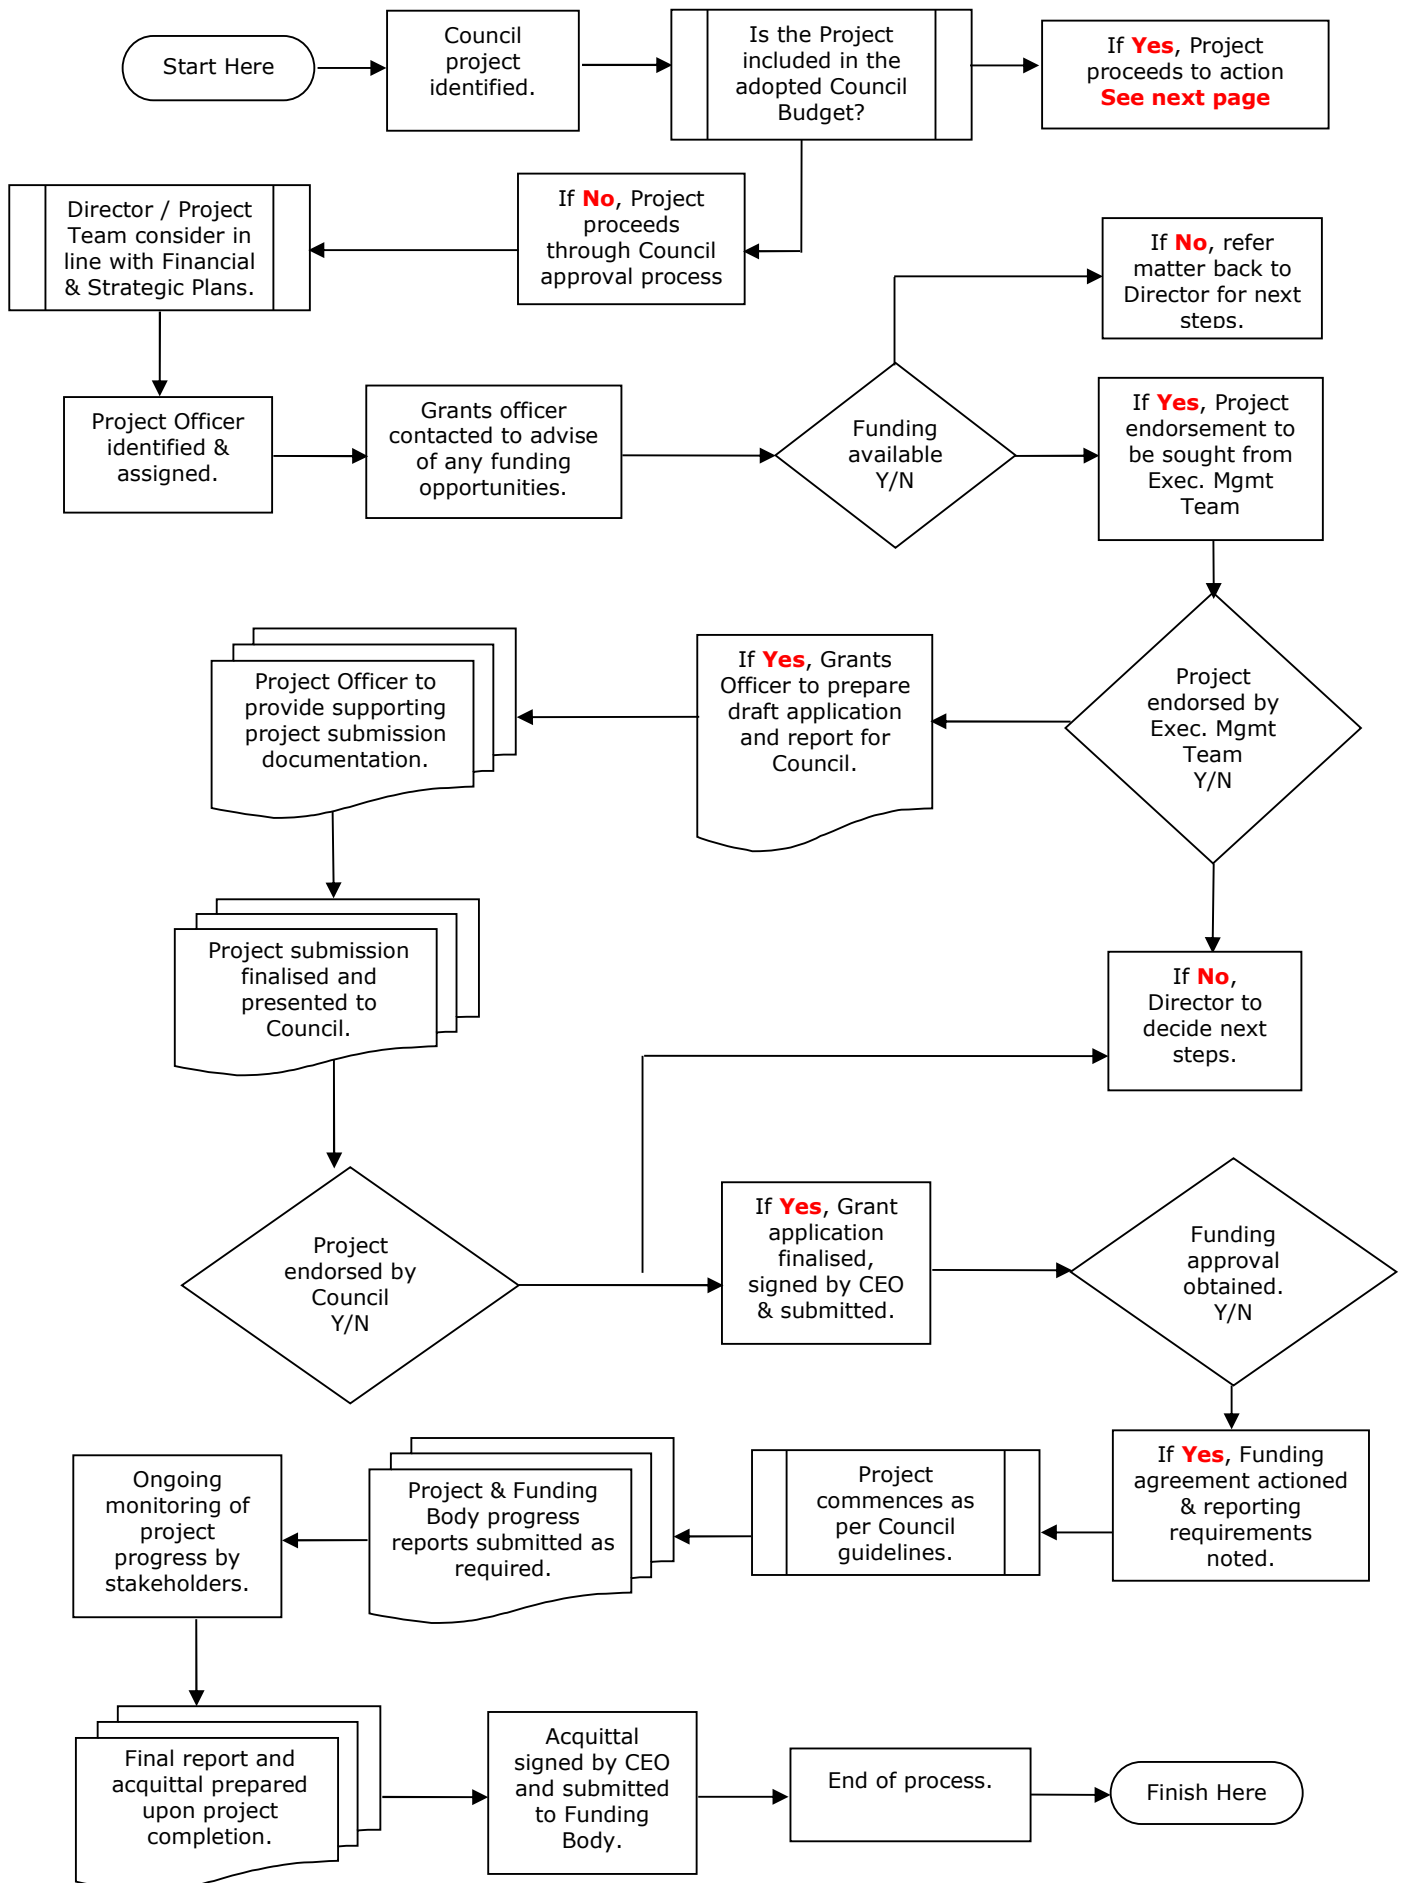 Start Here
Council
project
identified.
Is the Project
included in the
adopted Council
Budget?
If Yes, Project
proceeds to action
See next page
Director / Project
Team consider in
line with Financial
& Strategic Plans.
If No, Project
proceeds
through Council
approval process
If No, refer
matter back to
Director for next
steps.
Project Officer
identified &
assigned.
Grants officer
contacted to advise
of any funding
opportunities.
Funding
available
Y/N
If Yes, Project
endorsement to
be sought from
Exec. Mgmt
Team
Project Officer to
provide supporting
project submission
documentation.
If Yes, Grants
Officer to prepare
draft application
and report for
Council.
Project
endorsed by
Exec. Mgmt
Team
Y/N
Project submission
finalised and
presented to
Council.
If No,
Director to
decide next
steps.
Project
endorsed by
Council
Y/N
If Yes, Grant
application
finalised,
signed by CEO
& submitted.
Funding
approval
obtained.
Y/N
Ongoing
monitoring of
project
progress by
stakeholders.
Project & Funding
Body progress
reports submitted as
required.
Project
commences as
per Council
guidelines.
If Yes, Funding
agreement actioned
& reporting
requirements
noted.
Final report and
acquittal prepared
upon project
completion.
Acquittal
signed by CEO
and submitted
to Funding
Body.
End of process.
Finish Here